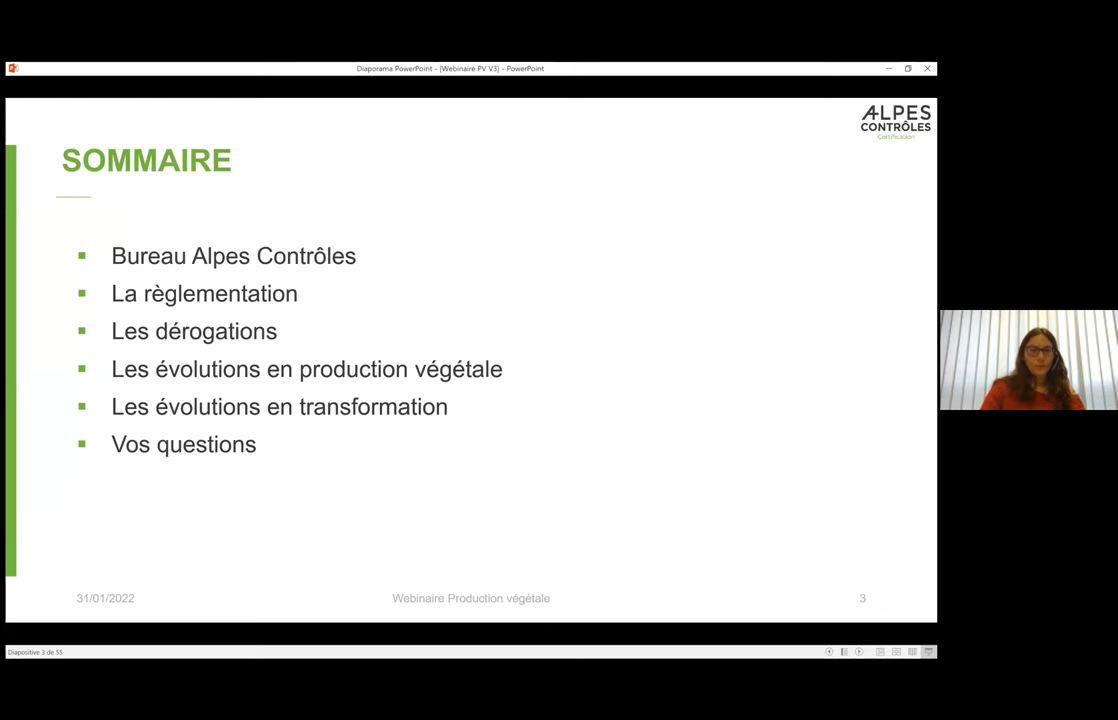 Diaporama PowerPoint - [Webinaire PV V3] - PowerPoint
ALPES
CONTRÔLES
Certification
SOMMAIRE
Bureau Alpes Contrôles
La règlementation
Les dérogations
Les évolutions en production végétale
Les évolutions en transformation
Vos questions
31/01/2022 Webinaire Production végétale 3
Diapositive 3 de 55